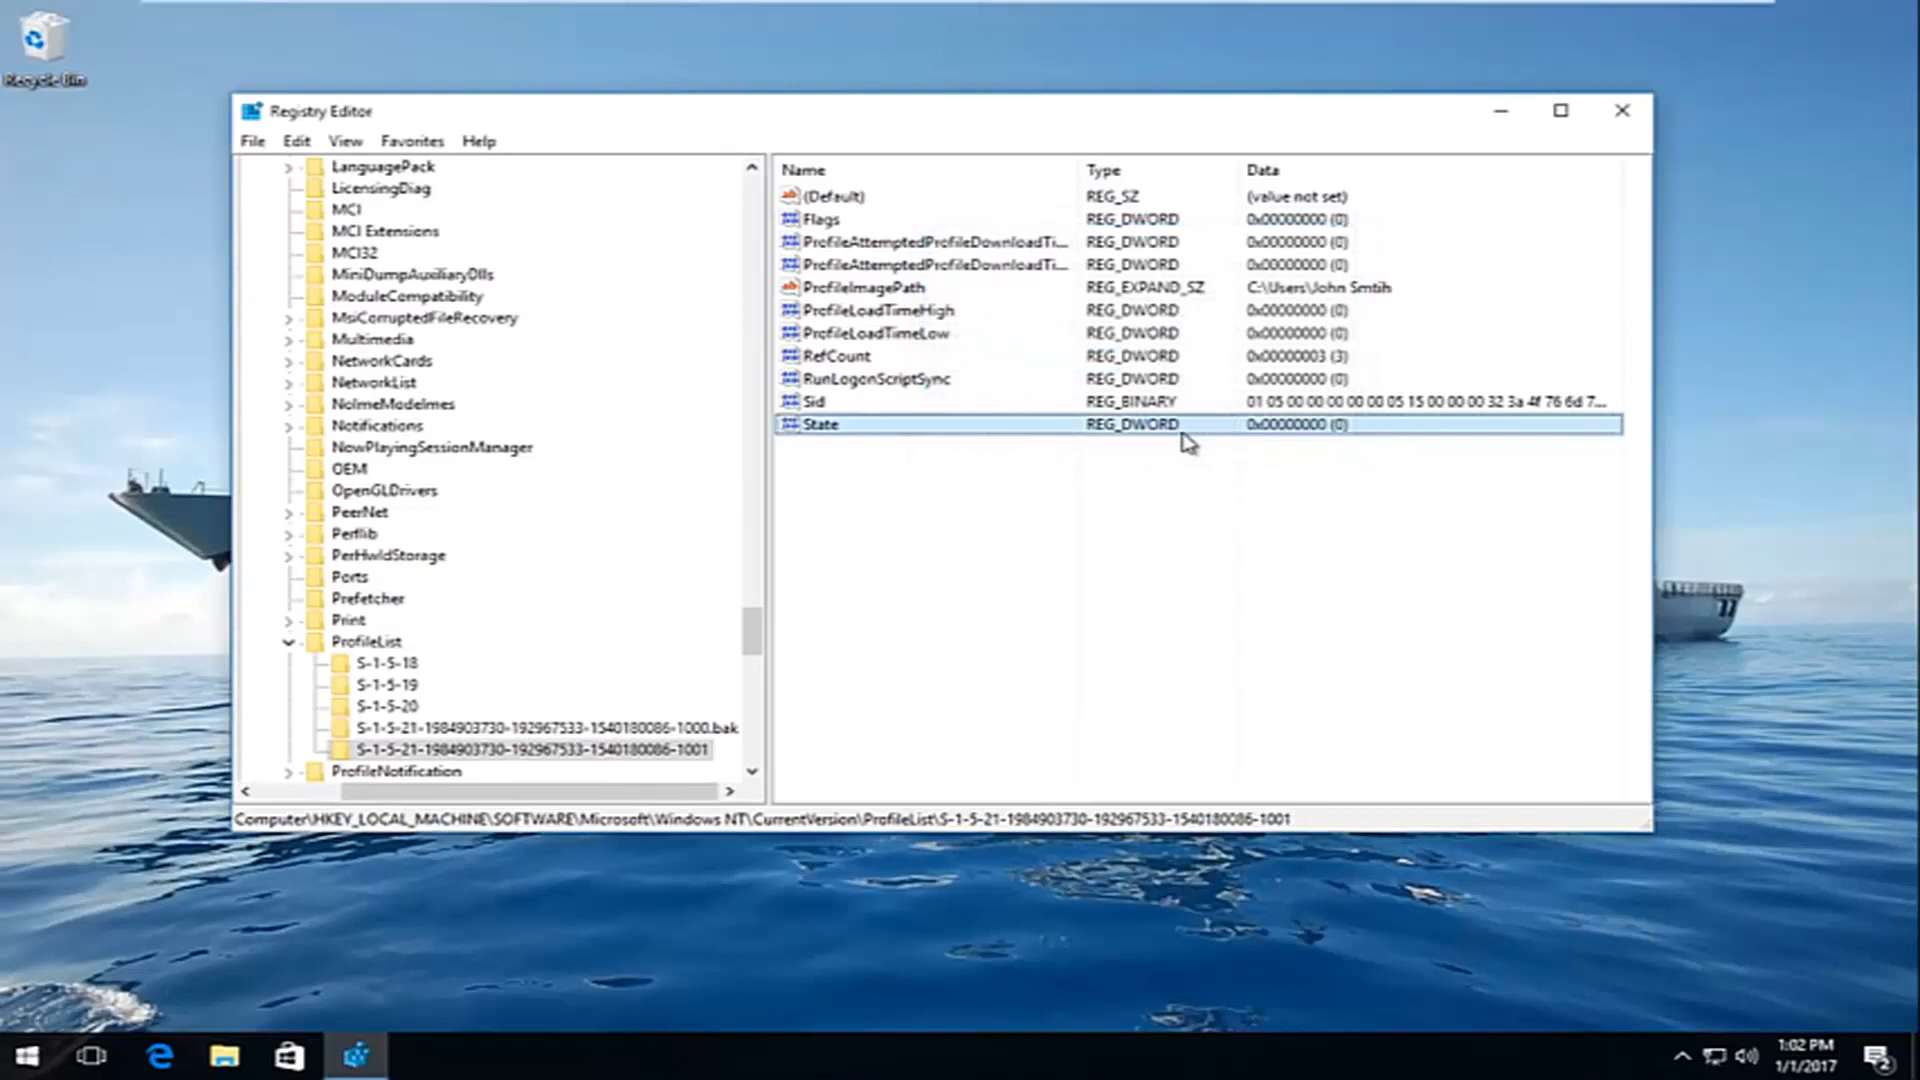 Recycle Bin
Registry Editor
File Edit View Favorites Help
LanguagePack
LicensingDiag
MCI
MCI Extensions
MCI32
MiniDumpAuxiliaryDlls
ModuleCompatibility
MsiCorruptedFileRecovery
Multimedia
NetworkCards
NetworkList
NoImeModeImes
Notifications
NowPlayingSessionManager
OEM
OpenGLDrivers
PeerNet
Perflib
PerHwIdStorage
Ports
Prefetcher
Print
ProfileList
S-1-5-18
S-1-5-19
S-1-5-20
S-1-5-21-1984903730-192967533-1540180086-1000.bak
S-1-5-21-1984903730-192967533-1540180086-1001
ProfileNotification
Name Type Data
(Default) REG_SZ (value not set)
Flags REG_DWORD 0x00000000 (0)
ProfileAttemptedProfileDownloadTi... REG_DWORD 0x00000000 (0)
ProfileAttemptedProfileDownloadTi... REG_DWORD 0x00000000 (0)
ProfileImagePath REG_EXPAND_SZ C:\Users\John Smtih
ProfileLoadTimeHigh REG_DWORD 0x00000000 (0)
ProfileLoadTimeLow REG_DWORD 0x00000000 (0)
RefCount REG_DWORD 0x00000003 (3)
RunLogonScriptSync REG_DWORD 0x00000000 (0)
Sid REG_BINARY 01 05 00 00 00 00 00 05 15 00 00 00 32 3a 4f 76 6d 7...
State REG_DWORD 0x00000000 (0)
Computer\HKEY_LOCAL_MACHINE\SOFTWARE\Microsoft\Windows NT\CurrentVersion\ProfileList\S-1-5-21-1984903730-192967533-1540180086-1001
1:02 PM
1/1/2017
2